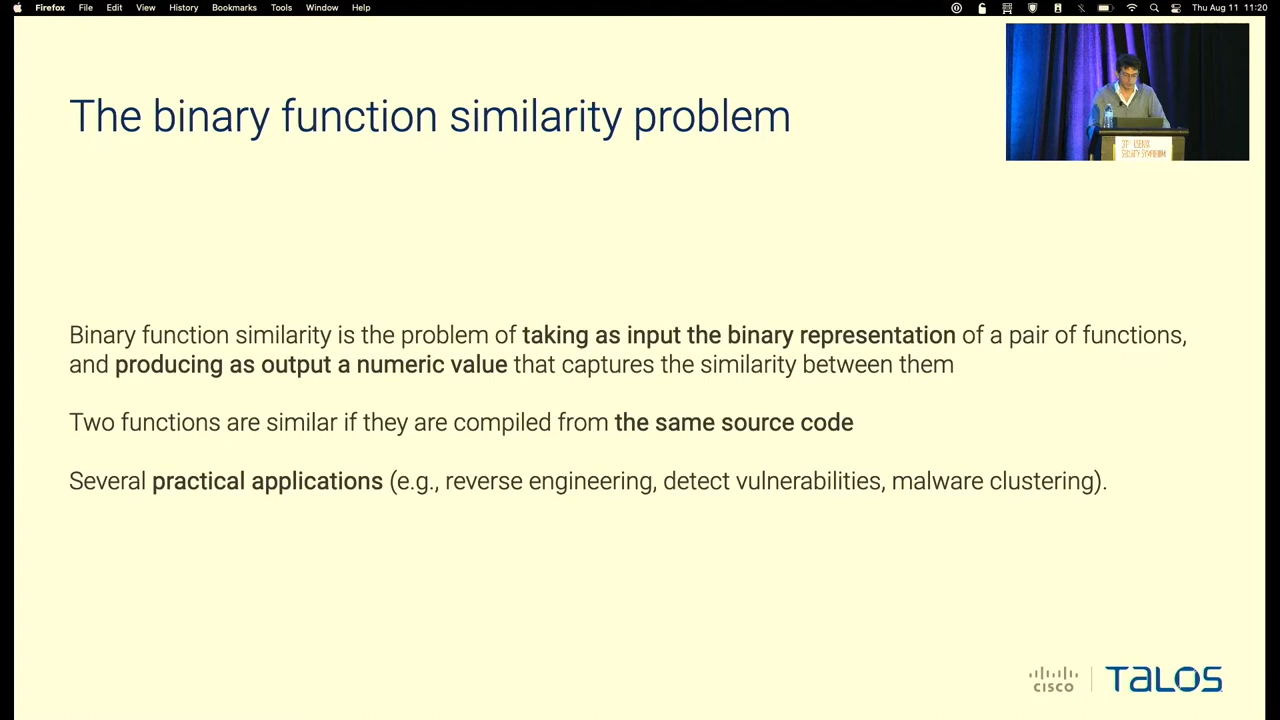 Firefox File Edit View History Bookmarks Tools Window Help Thu Aug 11 11:20
The binary function similarity problem
SECURITY SYMPOSIUM
Binary function similarity is the problem of taking as input the binary representation of a pair of functions,
and producing as output a numeric value that captures the similarity between them
Two functions are similar if they are compiled from the same source code
Several practical applications (e.g., reverse engineering, detect vulnerabilities, malware clustering).
CISCO TALOS